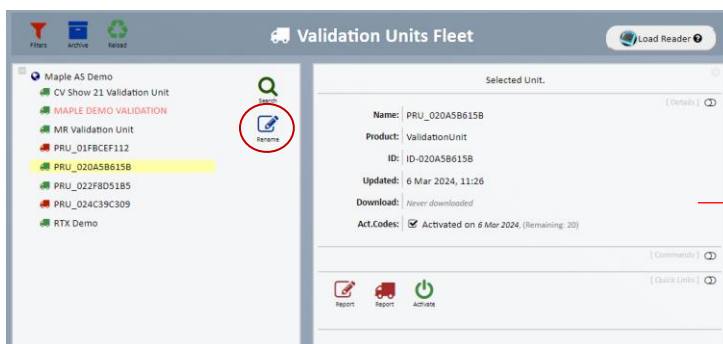 Validation Units Fleet
Filters
Archive
Reload
Load Reader
Maple AS Demo
CV Show 21 Validation Unit
MAPLE DEMO VALIDATION
MR Validation Unit
PRU_01FBCEF112
PRU_020A5B615B
PRU_022F8D51B5
PRU_024C39C309
RTX Demo
Search
Rename
Selected Unit.
[ Details ]
Name: PRU_020A5B615B
Product: ValidationUnit
ID: ID-020A5B615B
Updated: 6 Mar 2024, 11:26
Download: Never downloaded
Act.Codes: Activated on 6 Mar 2024, (Remaining: 20)
[ Commands ]
[ Quick Links ]
Report
Report
Activate